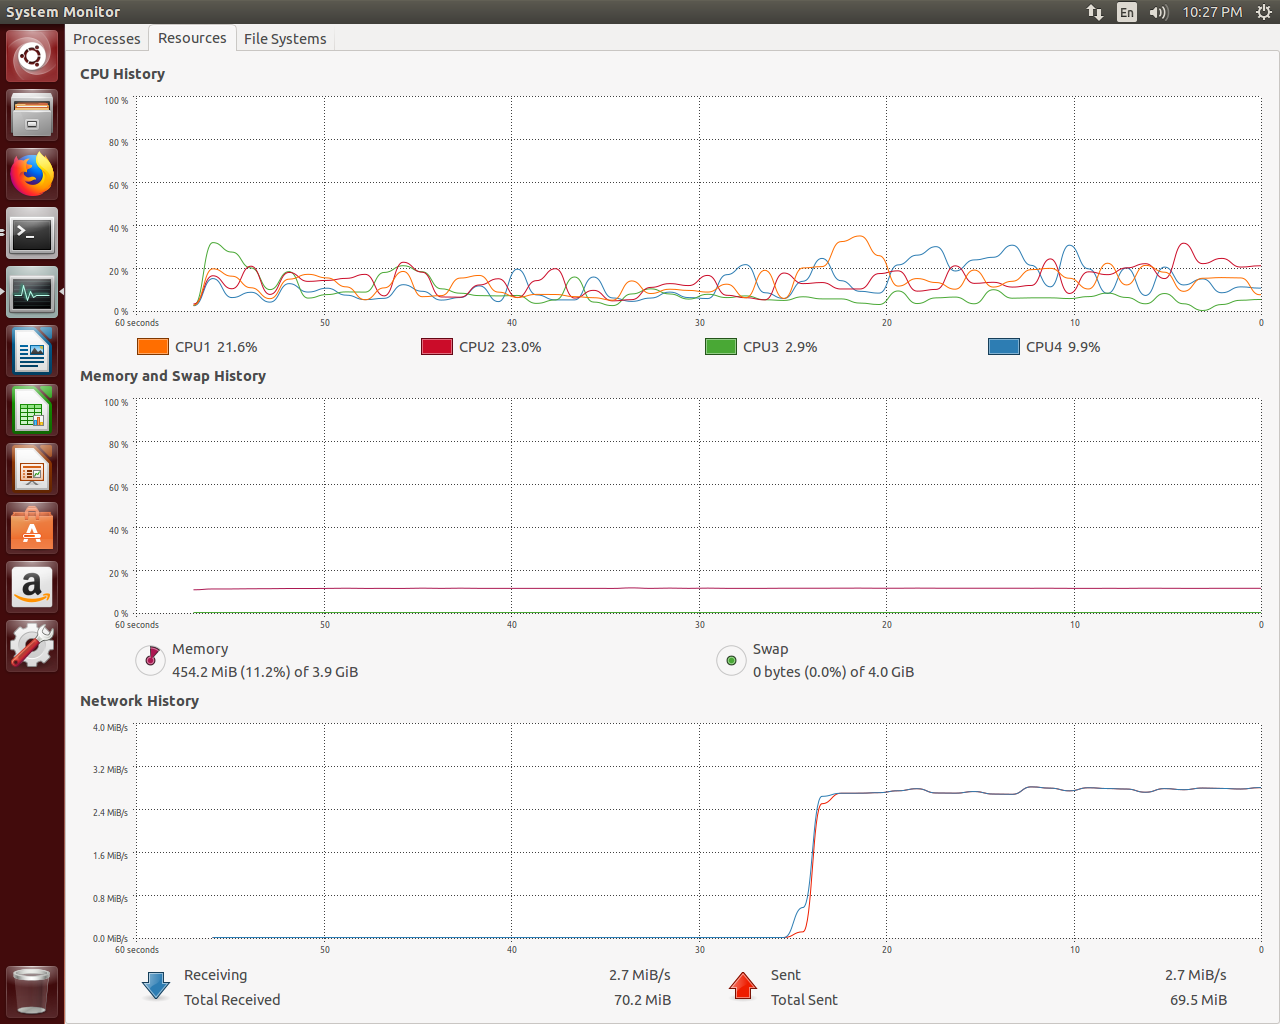 System Monitor
En
10:27 PM
Processes Resources File Systems
CPU History
100 %
80 %
60 %
40 %
20 %
0 %
60 seconds 50 40 30 20 10 0
CPU1 21.6% CPU2 23.0% CPU3 2.9% CPU4 9.9%
Memory and Swap History
100 %
80 %
60 %
40 %
20 %
0 %
60 seconds 50 40 30 20 10 0
Memory Swap
454.2 MiB (11.2%) of 3.9 GiB 0 bytes (0.0%) of 4.0 GiB
Network History
4.0 MiB/s
3.2 MiB/s
2.4 MiB/s
1.6 MiB/s
0.8 MiB/s
0.0 MiB/s
60 seconds 50 40 30 20 10 0
Receiving 2.7 MiB/s Sent 2.7 MiB/s
Total Received 70.2 MiB Total Sent 69.5 MiB